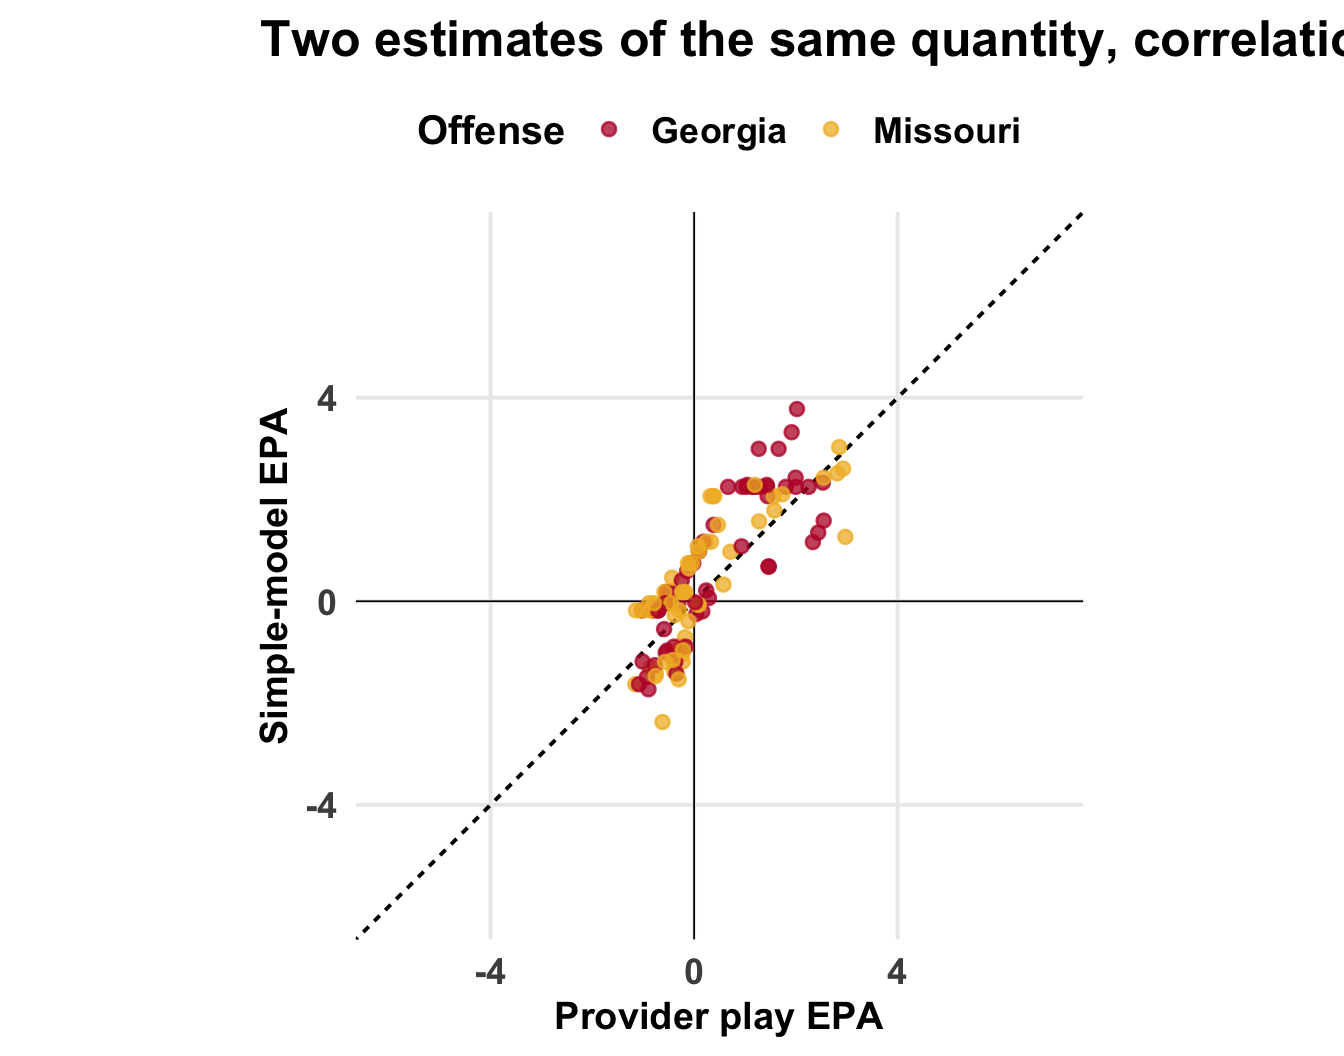 Two estimates of the same quantity, correlatio
Offense Georgia Missouri
4
0
-4
Simple-model EPA
-4 0 4
Provider play EPA